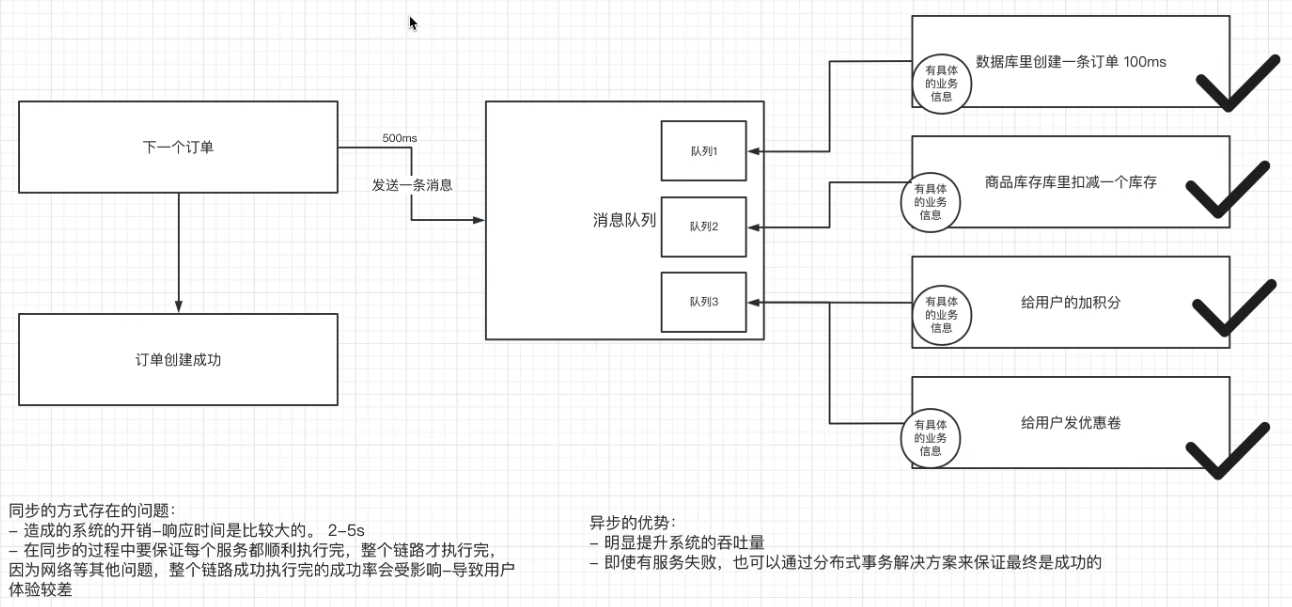 下一个订单
500ms
发送一条消息
订单创建成功
消息队列
队列1
队列2
队列3
有具体
的业务
信息
数据库里创建一条订单 100ms
有具体
的业务
信息
商品库存库里扣减一个库存
有具体
的业务
信息
给用户的加积分
有具体
的业务
信息
给用户发优惠卷
同步的方式存在的问题：
- 造成的系统的开销-响应时间是比较大的。 2-5s
- 在同步的过程中要保证每个服务都顺利执行完，整个链路才执行完，
因为网络等其他问题，整个链路成功执行完的成功率会受影响-导致用户
体验较差
异步的优势：
- 明显提升系统的吞吐量
- 即使有服务失败，也可以通过分布式事务解决方案来保证最终是成功的